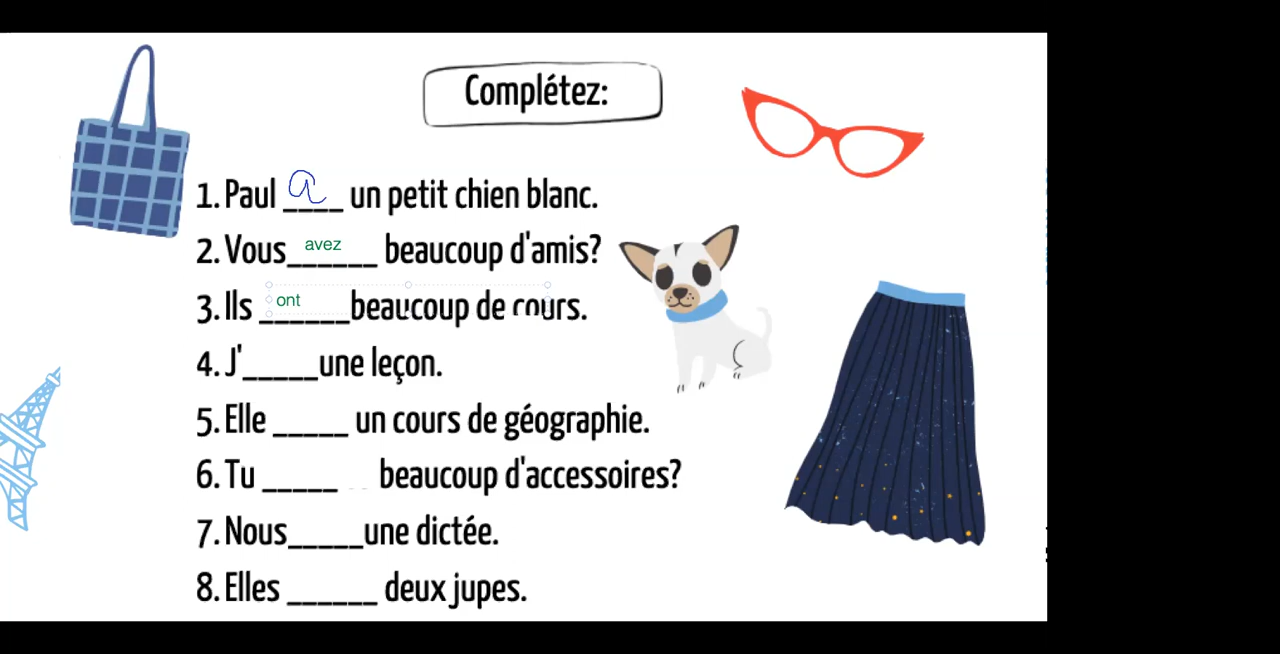 Complétez:
1. Paul a un petit chien blanc.
2. Vous avez beaucoup d'amis?
3. Ils ont beaucoup de cours.
4. J'_____une leçon.
5. Elle _____ un cours de géographie.
6. Tu _____ beaucoup d'accessoires?
7. Nous_____une dictée.
8. Elles ______ deux jupes.